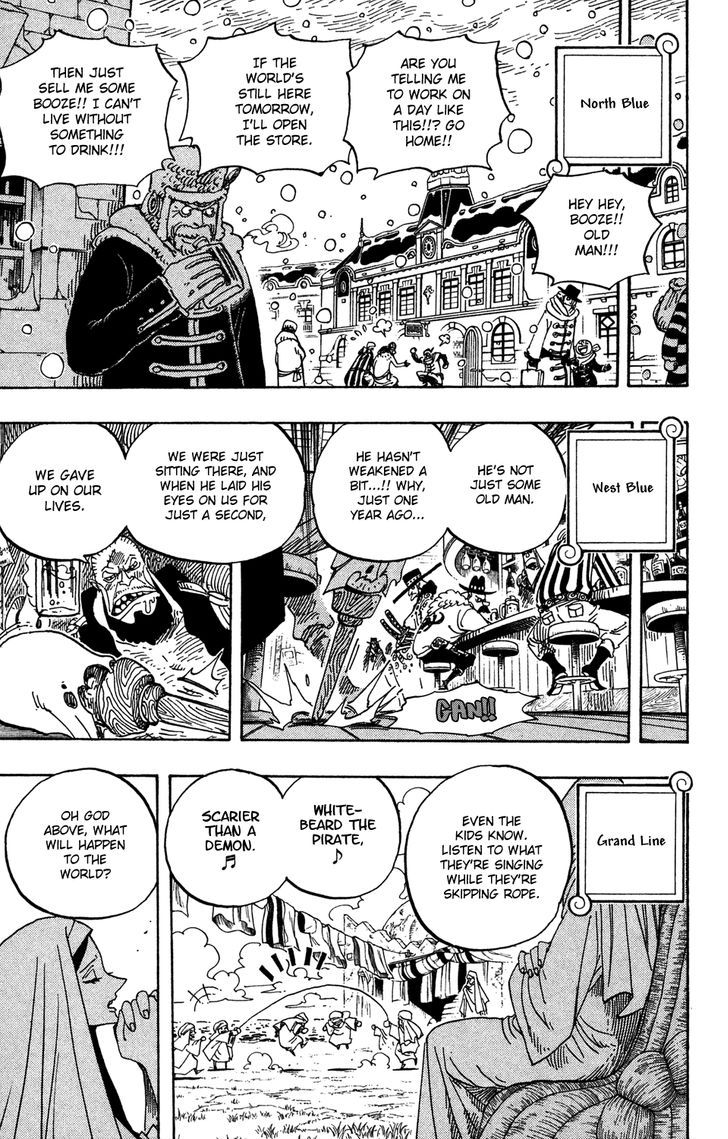 North Blue
HEY HEY,
BOOZE!!
OLD
MAN!!!
ARE YOU
TELLING ME
TO WORK ON
A DAY LIKE
THIS!!? GO
HOME!!
IF THE
WORLD'S
STILL HERE
TOMORROW,
I'LL OPEN
THE STORE.
THEN JUST
SELL ME SOME
BOOZE!! I CAN'T
LIVE WITHOUT
SOMETHING
TO DRINK!!!
West Blue
HE'S NOT
JUST SOME
OLD MAN.
HE HASN'T
WEAKENED A
BIT...!! WHY,
JUST ONE
YEAR AGO...
GAN!!
WE WERE JUST
SITTING THERE, AND
WHEN HE LAID HIS
EYES ON US FOR
JUST A SECOND,
WE GAVE
UP ON OUR
LIVES.
Grand Line
EVEN THE
KIDS KNOW.
LISTEN TO WHAT
THEY'RE SINGING
WHILE THEY'RE
SKIPPING ROPE.
WHITE-
BEARD THE
PIRATE,
♪
SCARIER
THAN A
DEMON.
♬
OH GOD
ABOVE, WHAT
WILL HAPPEN
TO THE
WORLD?